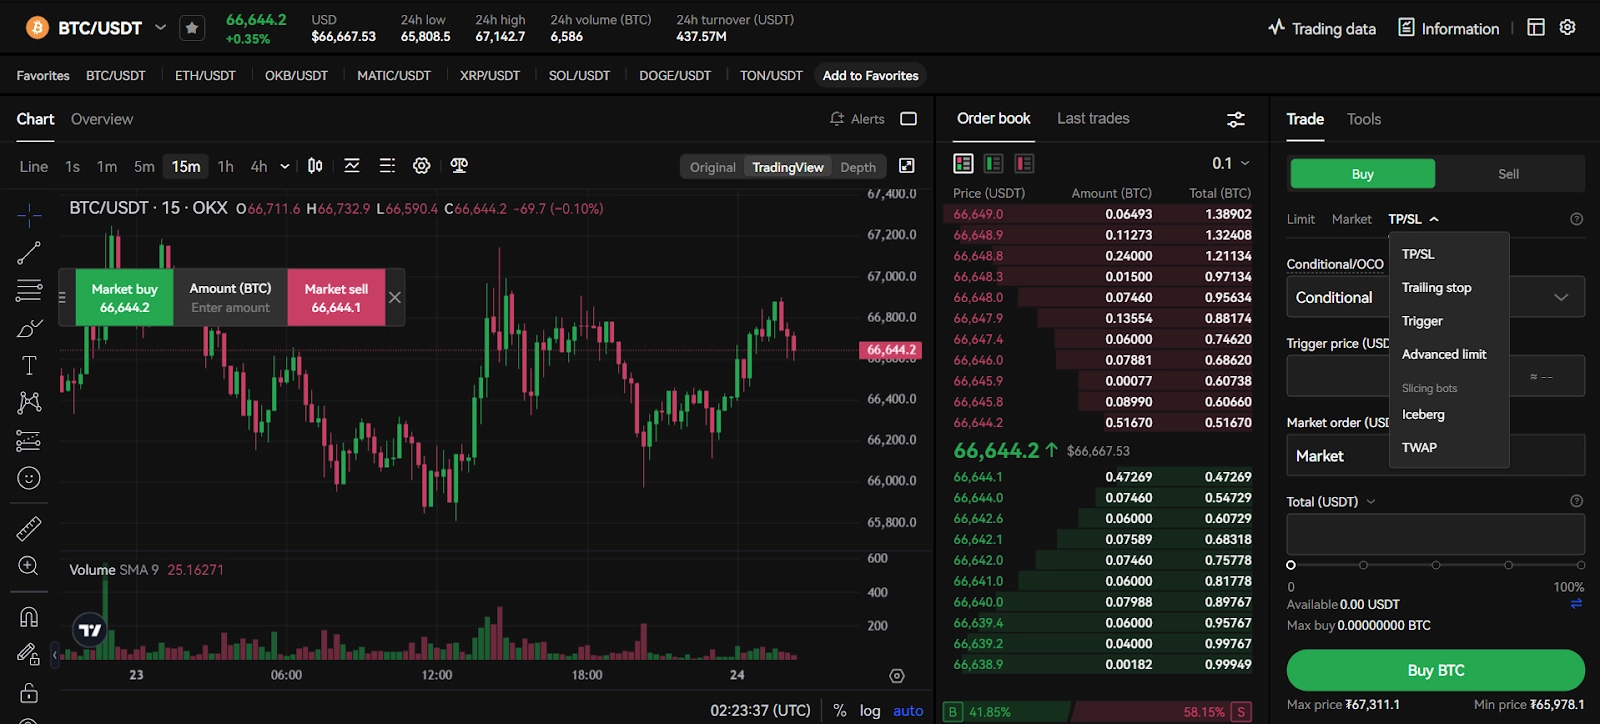 BTC/USDT
66,644.2
+0.35%
USD
$66,667.53
24h low
65,808.5
24h high
67,142.7
24h volume (BTC)
6,586
24h turnover (USDT)
437.57M
Trading data
Information
Favorites BTC/USDT ETH/USDT OKB/USDT MATIC/USDT XRP/USDT SOL/USDT DOGE/USDT TON/USDT Add to Favorites
Chart Overview
Alerts
Line 1s 1m 5m 15m 1h 4h
Original TradingView Depth
BTC/USDT · 15 · OKX O66,711.6 H66,732.9 L66,590.4 C66,644.2 -69.7 (-0.10%)
Market buy
66,644.2
Amount (BTC)
Enter amount
Market sell
66,644.1
67,400.0
67,200.0
67,000.0
66,800.0
66,644.2
66,400.0
66,200.0
66,000.0
65,800.0
600
400
200
Volume SMA 9 25.16271
23 06:00 12:00 18:00 24
02:23:37 (UTC) % log auto
Order book Last trades
0.1
Price (USDT) Amount (BTC) Total (BTC)
66,649.0 0.06493 1.38902
66,648.9 0.11273 1.32408
66,648.8 0.24000 1.21134
66,648.3 0.01500 0.97134
66,648.0 0.07460 0.95634
66,647.9 0.13554 0.88174
66,647.4 0.06000 0.74620
66,646.0 0.07881 0.68620
66,645.9 0.00077 0.60738
66,645.8 0.08990 0.60660
66,644.2 0.51670 0.51670
66,644.2 ↑ $66,667.53
66,644.1 0.47269 0.47269
66,644.0 0.07460 0.54729
66,642.6 0.06000 0.60729
66,642.1 0.07589 0.68318
66,642.0 0.07460 0.75778
66,641.0 0.06000 0.81778
66,640.0 0.07988 0.89767
66,639.4 0.06000 0.95767
66,639.2 0.04000 0.99767
66,638.9 0.00182 0.99949
B 41.85% 58.15% S
Trade Tools
Buy Sell
Limit Market TP/SL
TP/SL
Trailing stop
Trigger
Advanced limit
Slicing bots
Iceberg
TWAP
Conditional/OCO
Conditional
Trigger price (USD
≈ --
Market order (USD
Market
Total (USDT)
0 100%
Available 0.00 USDT
Max buy 0.00000000 BTC
Buy BTC
Max price ₮67,311.1 Min price ₮65,978.1